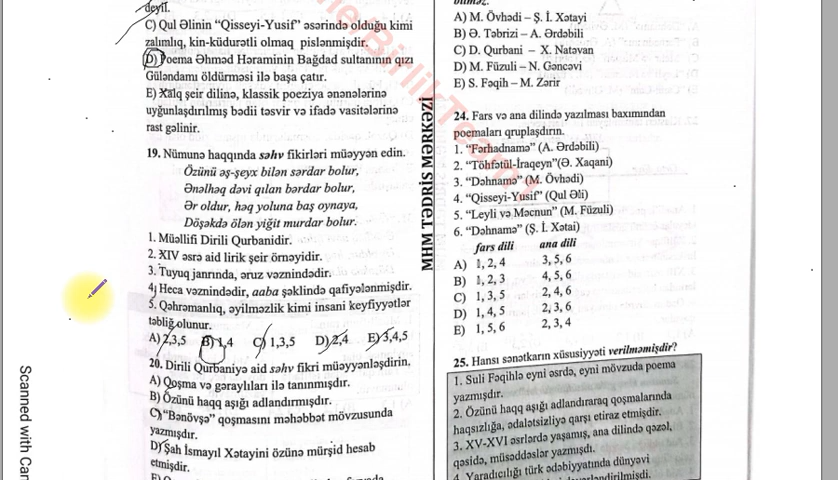 deyil.
C) Qul Əlinin “Qisseyi-Yusif” əsərində olduğu kimi
zalımlıq, kin-küdurətli olmaq pislənmişdir.
D) Poema Əhməd Həraminin Bağdad sultanının qızı
Güləndamı öldürməsi ilə başa çatır.
E) Xalq şeir dilinə, klassik poeziya ənənələrinə
uyğunlaşdırılmış bədii təsvir və ifadə vasitələrinə
rast gəlinir.
19. Nümunə haqqında səhv fikirləri müəyyən edin.
Özünü əş-şeyx bilən sərdar bolur,
Ənəlhəq dəvi qılan bərdar bolur,
Ər oldur, həq yoluna baş oynaya,
Döşəkdə ölən yiğit murdar bolur.
1. Müəllifi Dirili Qurbanidir.
2. XIV əsrə aid lirik şeir örnəyidir.
3. Tuyuq janrında, əruz vəznindədir.
4. Heca vəznindədir, aaba şəklində qafiyələnmişdir.
5. Qəhrəmanlıq, əyilməzlik kimi insani keyfiyyətlər
təbliğ olunur.
A) 2,3,5 B) 1,4 C) 1,3,5 D) 2,4 E) 3,4,5
20. Dirili Qurbaniyə aid səhv fikri müəyyənləşdirin.
A) Qoşma və gəraylıları ilə tanınmışdır.
B) Özünü haqq aşığı adlandırmışdır.
C) “Bənövşə” qoşmasını məhəbbət mövzusunda
yazmışdır.
D) Şah İsmayıl Xətayini özünə mürşid hesab
etmişdir.
MHM TƏDRİS MƏRKƏZİ
A) M. Övhədi – Ş. İ. Xətayi
B) Ə. Təbrizi – A. Ərdəbili
C) D. Qurbani – X. Natəvan
D) M. Füzuli – N. Gəncəvi
E) S. Fəqih – M. Zərir
24. Fars və ana dilində yazılması baxımından
poemaları qruplaşdırın.
1. “Fərhadnamə” (A. Ərdəbili)
2. “Töhfətül-İraqeyn”(Ə. Xaqani)
3. “Dəhnamə” (M. Övhədi)
4. “Qisseyi-Yusif” (Qul Əli)
5. “Leyli və Məcnun” (M. Füzuli)
6. “Dəhnamə” (Ş. İ. Xətai)
fars dili ana dili
A) 1, 2, 4 3, 5, 6
B) 1, 2, 3 4, 5, 6
C) 1, 3, 5 2, 4, 6
D) 1, 4, 5 2, 3, 6
E) 1, 5, 6 2, 3, 4
25. Hansı sənətkarın xüsusiyyəti verilməmişdir?
1. Suli Fəqihlə eyni əsrdə, eyni mövzuda poema
yazmışdır.
2. Özünü haqq aşığı adlandıraraq qoşmalarında
haqsızlığa, ədalətsizliyə qarşı etiraz etmişdir.
3. XV-XVI əsrlərdə yaşamış, ana dilində qəzəl,
qəsidə, müsəddəslər yazmışdı.
4. Yaradıcılığı türk ədəbiyyatında dünyəvi
Scanned with Cam